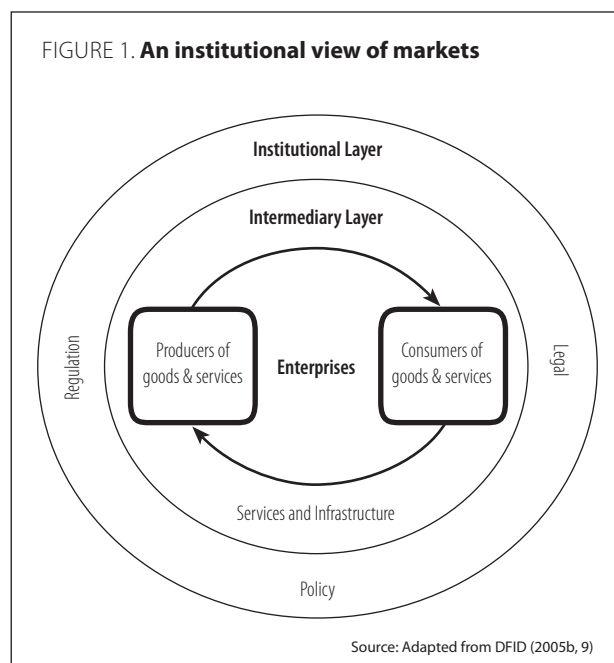 FIGURE 1. An institutional view of markets
Institutional Layer
Intermediary Layer
Regulation
Producers of
goods & services
Enterprises
Consumers of
goods & services
Legal
Services and Infrastructure
Policy
Source: Adapted from DFID (2005b, 9)